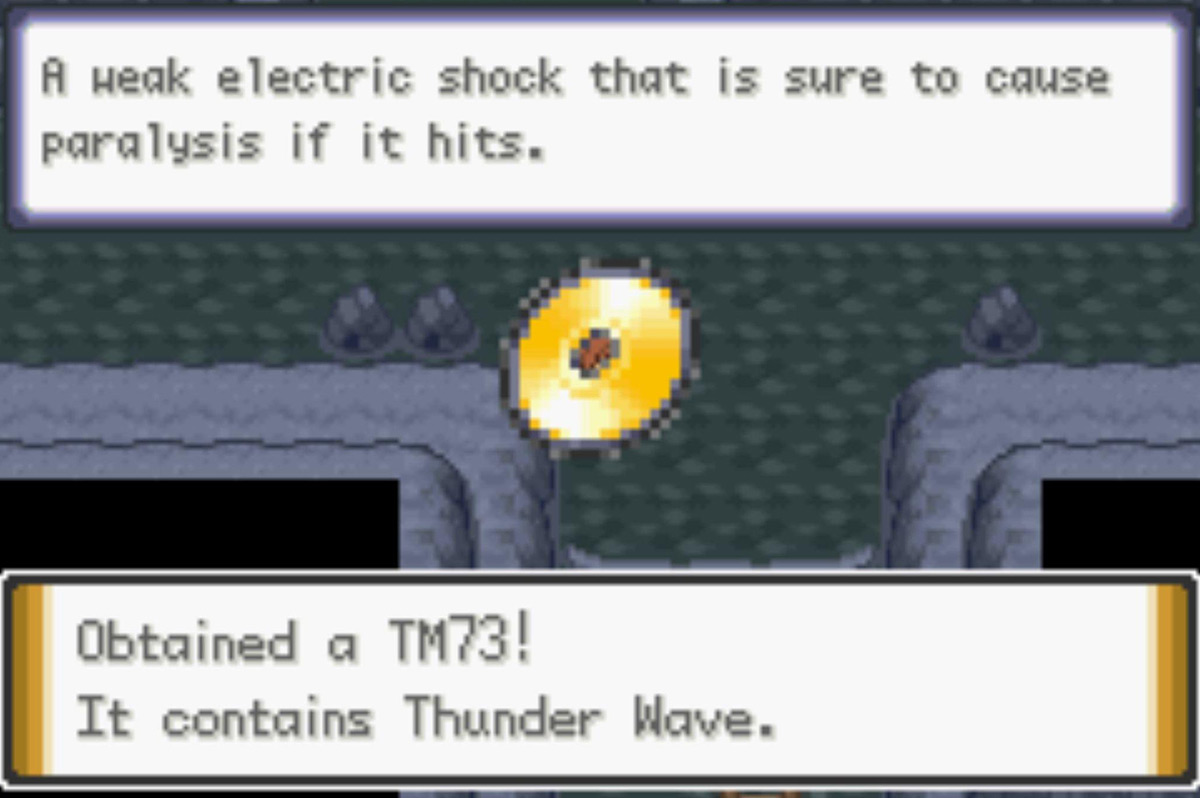 A weak electric shock that is sure to cause
paralysis if it hits.
Obtained a TM73!
It contains Thunder Wave.